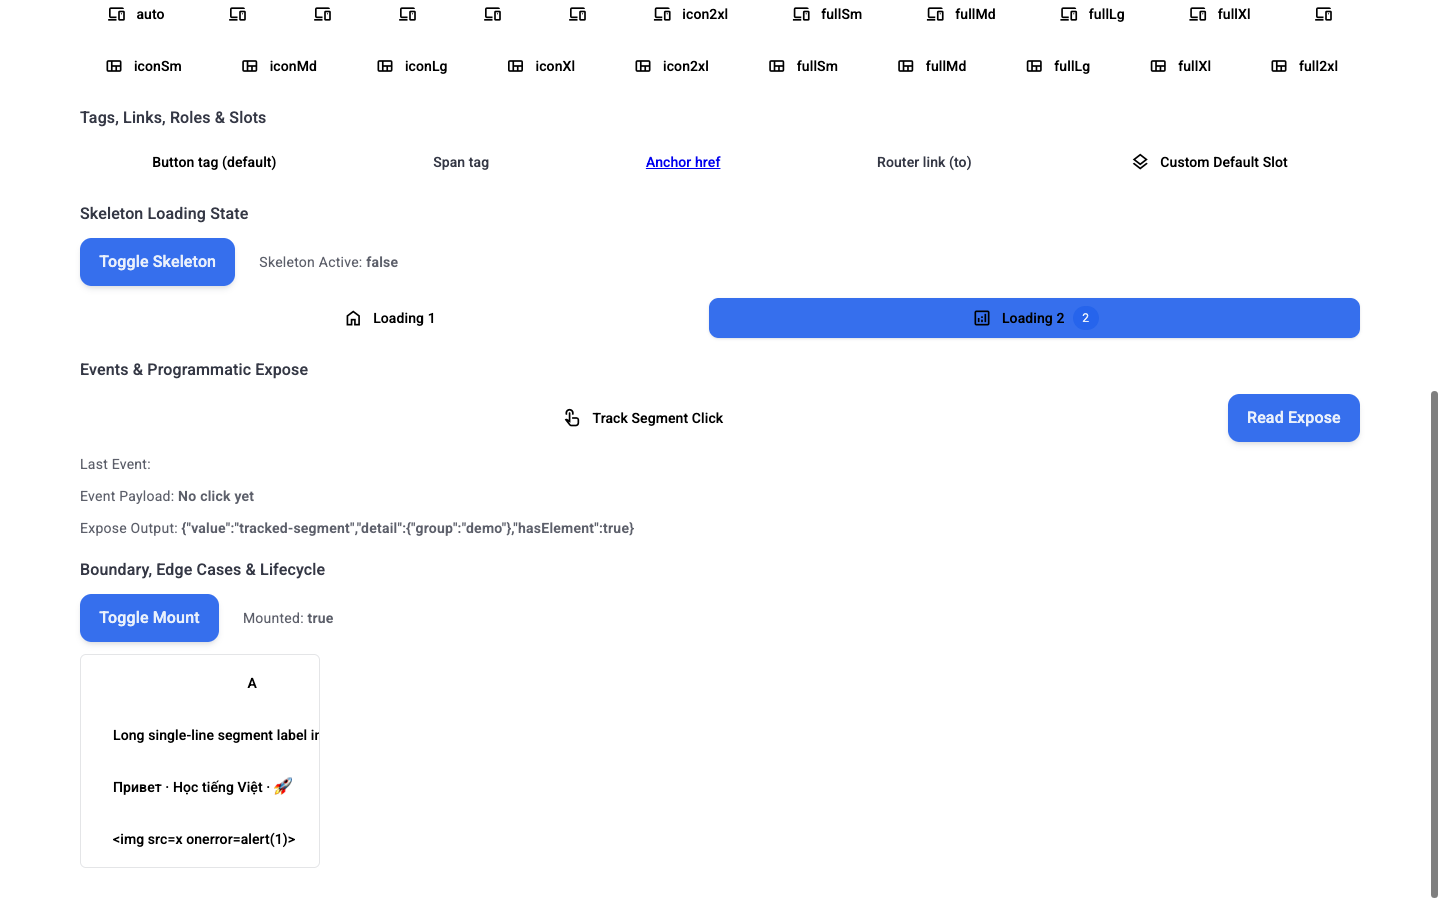 auto icon2xl fullSm fullMd fullLg fullXl
iconSm iconMd iconLg iconXl icon2xl fullSm fullMd fullLg fullXl full2xl
Tags, Links, Roles & Slots
Button tag (default) Span tag Anchor href Router link (to) Custom Default Slot
Skeleton Loading State
Toggle Skeleton Skeleton Active: false
Loading 1 Loading 2 2
Events & Programmatic Expose
Track Segment Click Read Expose
Last Event:
Event Payload: No click yet
Expose Output: {"value":"tracked-segment","detail":{"group":"demo"},"hasElement":true}
Boundary, Edge Cases & Lifecycle
Toggle Mount Mounted: true
A
Long single-line segment label in
Привет · Học tiếng Việt · 🚀
<img src=x onerror=alert(1)>